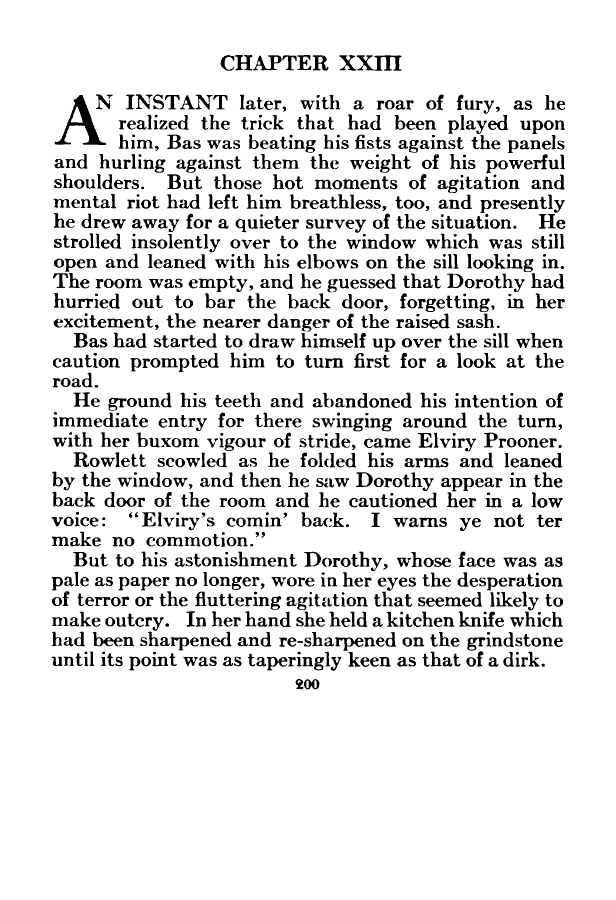 CHAPTER XXIII
AN INSTANT later, with a roar of fury, as he
realized the trick that had been played upon
him, Bas was beating his fists against the panels
and hurling against them the weight of his powerful
shoulders. But those hot moments of agitation and
mental riot had left him breathless, too, and presently
he drew away for a quieter survey of the situation. He
strolled insolently over to the window which was still
open and leaned with his elbows on the sill looking in.
The room was empty, and he guessed that Dorothy had
hurried out to bar the back door, forgetting, in her
excitement, the nearer danger of the raised sash.
Bas had started to draw himself up over the sill when
caution prompted him to turn first for a look at the
road.
He ground his teeth and abandoned his intention of
immediate entry for there swinging around the turn,
with her buxom vigour of stride, came Elviry Prooner.
Rowlett scowled as he folded his arms and leaned
by the window, and then he saw Dorothy appear in the
back door of the room and he cautioned her in a low
voice: “Elviry’s comin’ back. I warns ye not ter
make no commotion.”
But to his astonishment Dorothy, whose face was as
pale as paper no longer, wore in her eyes the desperation
of terror or the fluttering agitation that seemed likely to
make outcry. In her hand she held a kitchen knife which
had been sharpened and re-sharpened on the grindstone
until its point was as taperingly keen as that of a dirk.
200